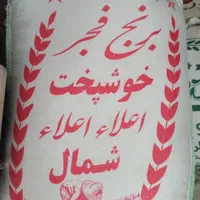 برنج فجر
خوشپخت
اعلاء اعلاء
شمال